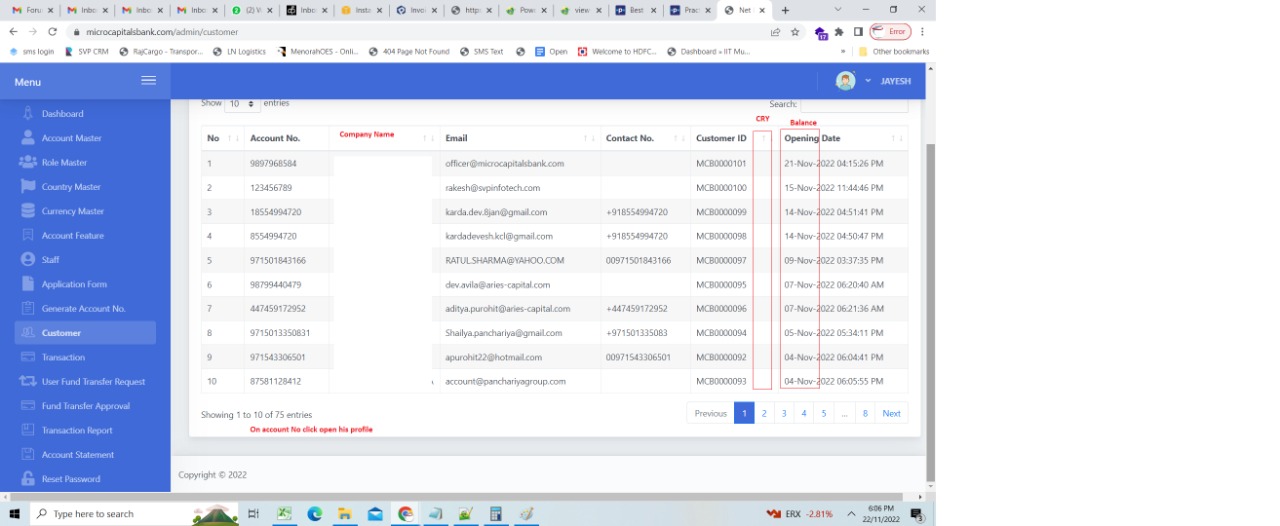 Foru
Inbo
Inbo
Inbo
Inbo
Inbo
Insta
Invoi
http:
Powe
view
Best
Prac
Net
microcapitalsbank.com/admin/customer
Error
sms login SVP CRM RajCargo - Transpor... LN Logistics MenorahOES - Onli... 404 Page Not Found SMS Text Open Welcome to HDFC... Dashboard » IIT Mu... » Other bookmarks
Menu
JAYESH
Dashboard
Account Master
Role Master
Country Master
Currency Master
Account Feature
Staff
Application Form
Generate Account No.
Customer
Transaction
User Fund Transfer Request
Fund Transfer Approval
Transaction Report
Account Statement
Reset Password
Show 10 entries
Search:
CRY
Balance
No Account No. Company Name Email Contact No. Customer ID Opening Date
1 9897968584 officer@microcapitalsbank.com MCB0000101 21-Nov-2022 04:15:26 PM
2 123456789 rakesh@svpinfotech.com MCB0000100 15-Nov-2022 11:44:46 PM
3 18554994720 karda.dev.8jan@gmail.com +918554994720 MCB0000099 14-Nov-2022 04:51:41 PM
4 8554994720 kardadevesh.kcl@gmail.com +918554994720 MCB0000098 14-Nov-2022 04:50:47 PM
5 971501843166 RATUL.SHARMA@YAHOO.COM 00971501843166 MCB0000097 09-Nov-2022 03:37:35 PM
6 98799440479 dev.avila@aries-capital.com MCB0000095 07-Nov-2022 06:20:40 AM
7 447459172952 aditya.purohit@aries-capital.com +447459172952 MCB0000096 07-Nov-2022 06:21:36 AM
8 9715013350831 Shailya.panchariya@gmail.com +971501335083 MCB0000094 05-Nov-2022 05:34:11 PM
9 971543306501 apurohit22@hotmail.com 00971543306501 MCB0000092 04-Nov-2022 06:04:41 PM
10 87581128412 account@panchariyagroup.com MCB0000093 04-Nov-2022 06:05:55 PM
Showing 1 to 10 of 75 entries
Previous 1 2 3 4 5 ... 8 Next
On account No click open his profile
Copyright © 2022
Type here to search
ERX -2.81%
6:06 PM
22/11/2022
3